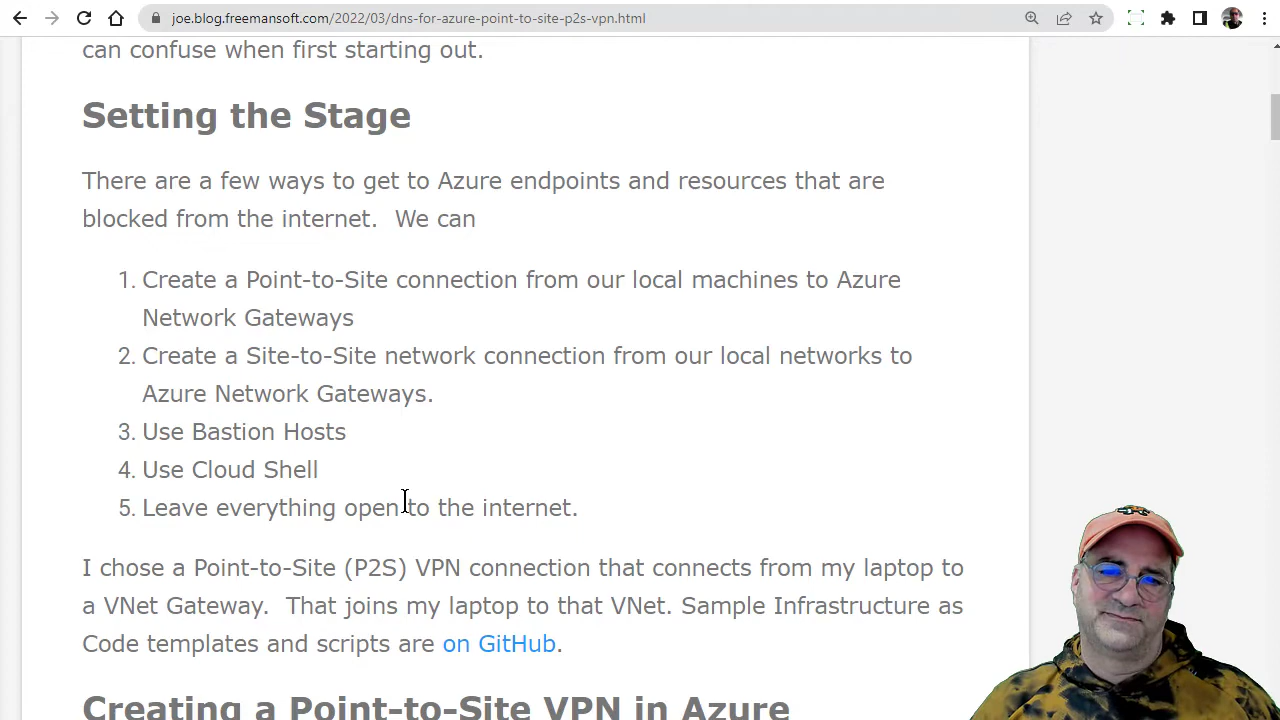 joe.blog.freemansoft.com/2022/03/dns-for-azure-point-to-site-p2s-vpn.html
can confuse when first starting out.
Setting the Stage
There are a few ways to get to Azure endpoints and resources that are
blocked from the internet.  We can
1. Create a Point-to-Site connection from our local machines to Azure
Network Gateways
2. Create a Site-to-Site network connection from our local networks to
Azure Network Gateways.
3. Use Bastion Hosts
4. Use Cloud Shell
5. Leave everything open to the internet.
I chose a Point-to-Site (P2S) VPN connection that connects from my laptop to
a VNet Gateway.  That joins my laptop to that VNet. Sample Infrastructure as
Code templates and scripts are on GitHub.
Creating a Point-to-Site VPN in Azure